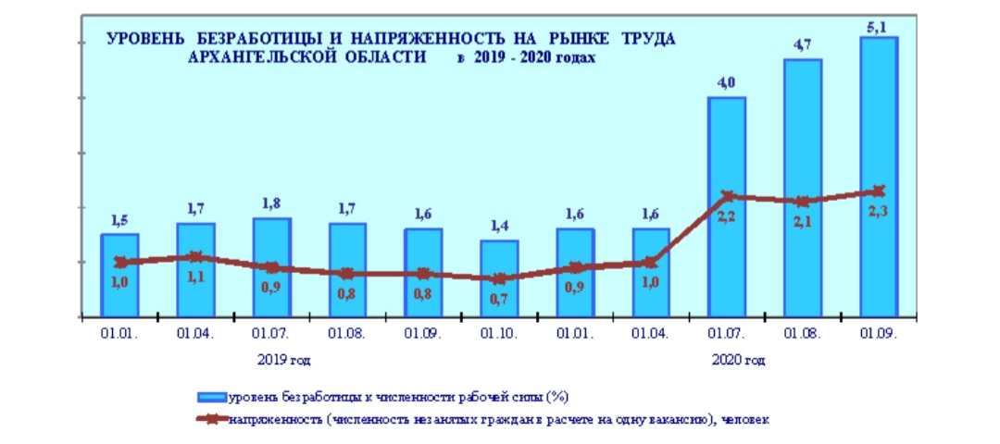 УРОВЕНЬ БЕЗРАБОТИЦЫ И НАПРЯЖЕННОСТЬ НА РЫНКЕ ТРУДА
АРХАНГЕЛЬСКОЙ ОБЛАСТИ в 2019 - 2020 годах
1,5 1,7 1,8 1,7 1,6 1,4 1,6 1,6 4,0 4,7 5,1
1,0 1,1 0,9 0,8 0,8 0,7 0,9 1,0 2,2 2,1 2,3
01.01. 01.04. 01.07. 01.08. 01.09. 01.10. 01.01. 01.04. 01.07. 01.08. 01.09.
2019 год 2020 год
уровень безработицы к численности рабочей силы (%)
напряженность (численность незанятых граждан в расчете на одну вакансию), человек